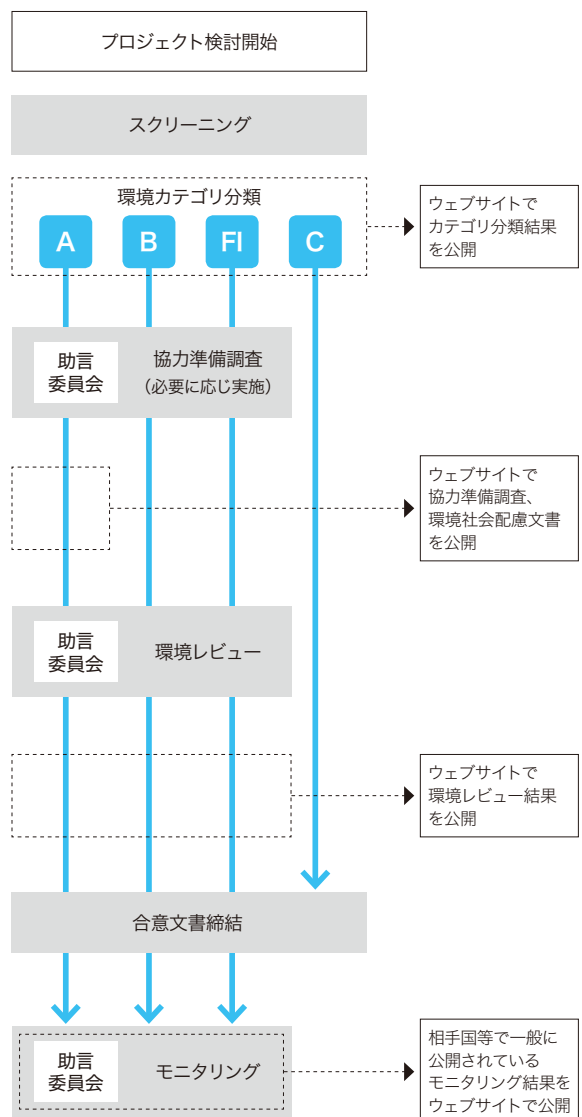 プロジェクト検討開始
スクリーニング
環境カテゴリ分類
A
B
FI
C
ウェブサイトで
カテゴリ分類結果
を公開
助言
委員会
協力準備調査
（必要に応じ実施）
ウェブサイトで
協力準備調査、
環境社会配慮文書
を公開
助言
委員会
環境レビュー
ウェブサイトで
環境レビュー結果
を公開
合意文書締結
助言
委員会
モニタリング
相手国等で一般に
公開されている
モニタリング結果を
ウェブサイトで公開